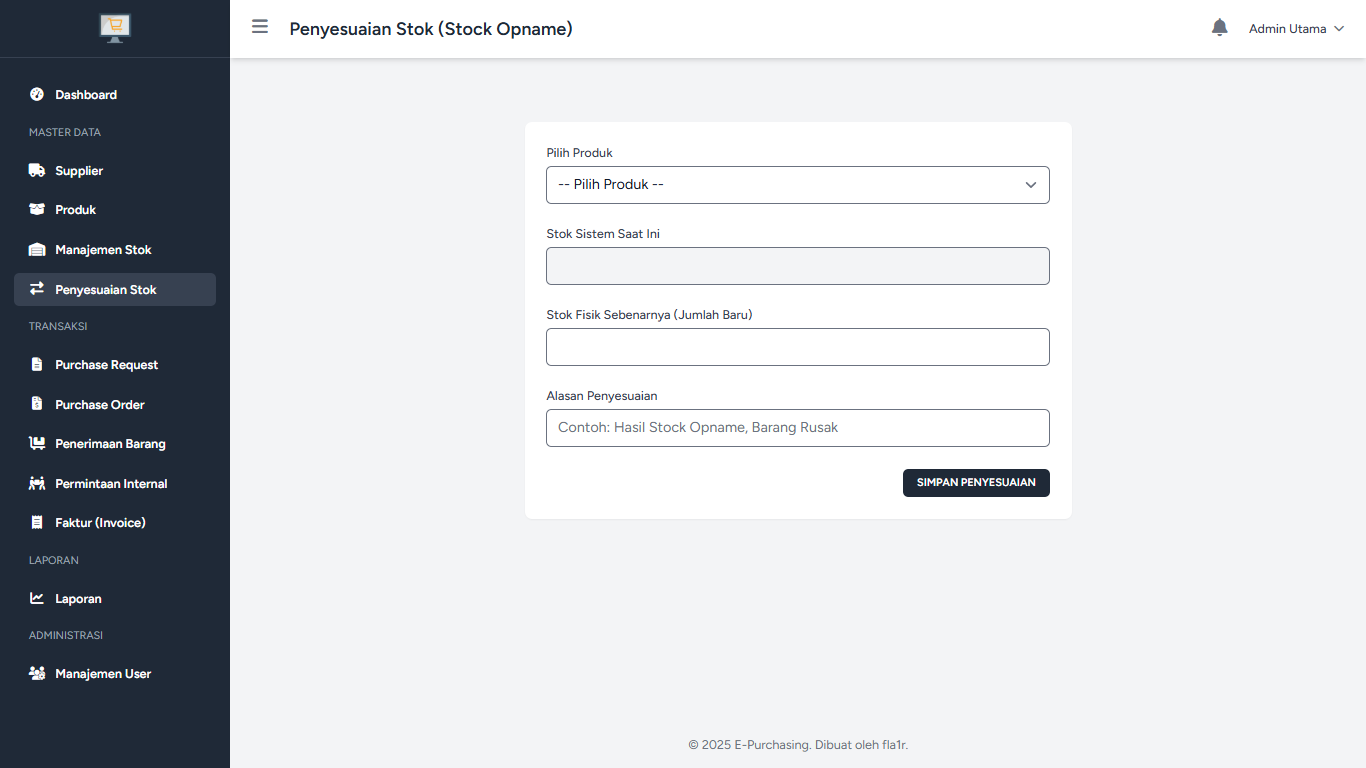 Penyesuaian Stok (Stock Opname)
Admin Utama
Dashboard
MASTER DATA
Supplier
Produk
Manajemen Stok
Penyesuaian Stok
TRANSAKSI
Purchase Request
Purchase Order
Penerimaan Barang
Permintaan Internal
Faktur (Invoice)
LAPORAN
Laporan
ADMINISTRASI
Manajemen User
Pilih Produk
-- Pilih Produk --
Stok Sistem Saat Ini
Stok Fisik Sebenarnya (Jumlah Baru)
Alasan Penyesuaian
Contoh: Hasil Stock Opname, Barang Rusak
SIMPAN PENYESUAIAN
© 2025 E-Purchasing. Dibuat oleh fla1r.